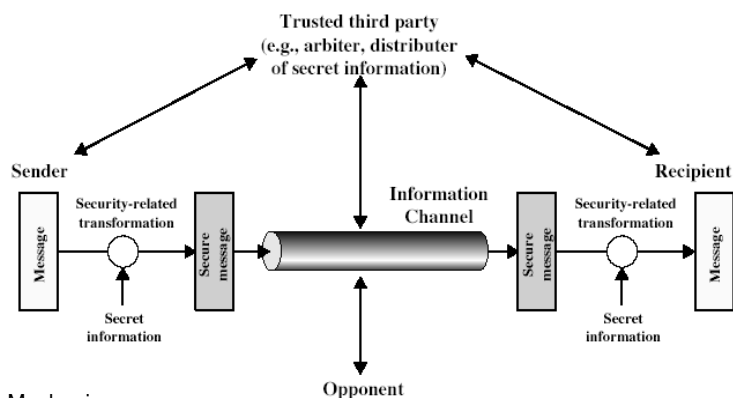 Trusted third party
(e.g., arbiter, distributer
of secret information)
Sender
Recipient
Information
Channel
Message
Security-related
transformation
Secret
information
Secure
message
Secure
message
Security-related
transformation
Secret
information
Message
Opponent